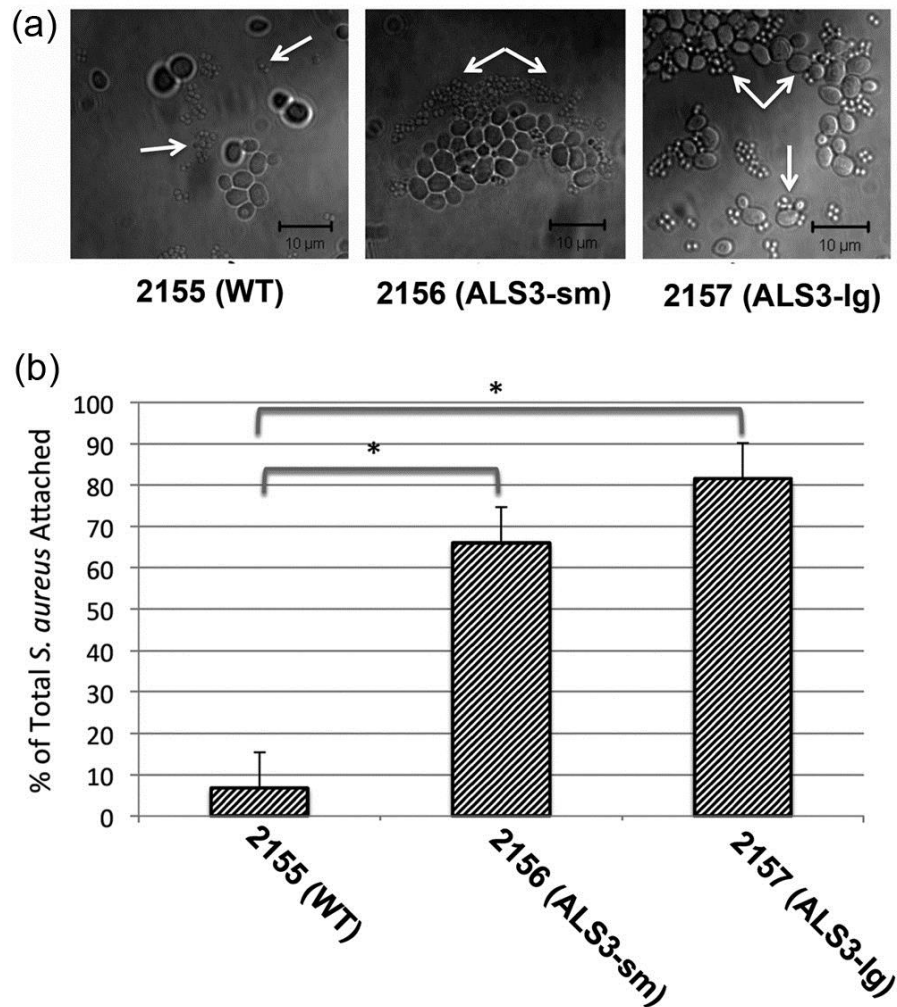 (a)
10 µm
10 µm
10 µm
2155 (WT)
2156 (ALS3-sm)
2157 (ALS3-lg)
(b)
% of Total S. aureus Attached
100
90
80
70
60
50
40
30
20
10
0
*
*
2155 (WT)
2156 (ALS3-sm)
2157 (ALS3-lg)